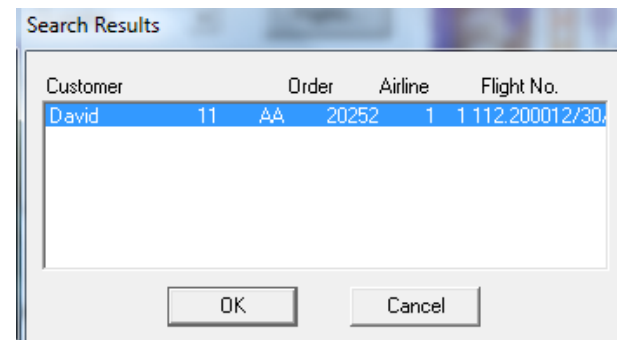 Search Results
Customer Order Airline Flight No.
David 11 AA 20252 1 1 112.200012/30/
OK Cancel